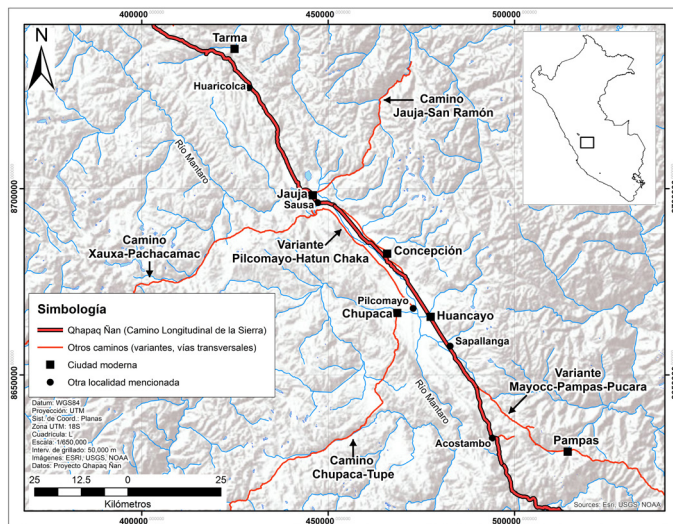 400000
450000
500000
N
Tarma
Huaricolca
Camino
Jauja-San Ramón
Río Mantaro
8700000
Jauja
Sausa
Camino
Xauxa-Pachacamac
Variante
Pilcomayo-Hatun Chaka
Concepción
Pilcomayo
Chupaca
Huancayo
Sapallanga
Simbología
Qhapaq Ñan (Camino Longitudinal de la Sierra)
Otros caminos (variantes, vías transversales)
Ciudad moderna
Otra localidad mencionada
8650000
Variante
Mayocc-Pampas-Pucara
Río Mantaro
Acostambo
Pampas
Camino
Chupaca-Tupe
Datum: WGS84
Proyección: UTM
Sist. de Coord.: Planas
Zona UTM: 18S
Cuadrícula: L
Escala: 1/650,000
Interv. de grillado: 50,000 m
Imágenes: ESRI, USGS, NOAA
Datos: Proyecto Qhapaq Ñan
25 12.5 0 25
Kilómetros
Sources: Esri, USGS, NOAA
400000
450000
500000